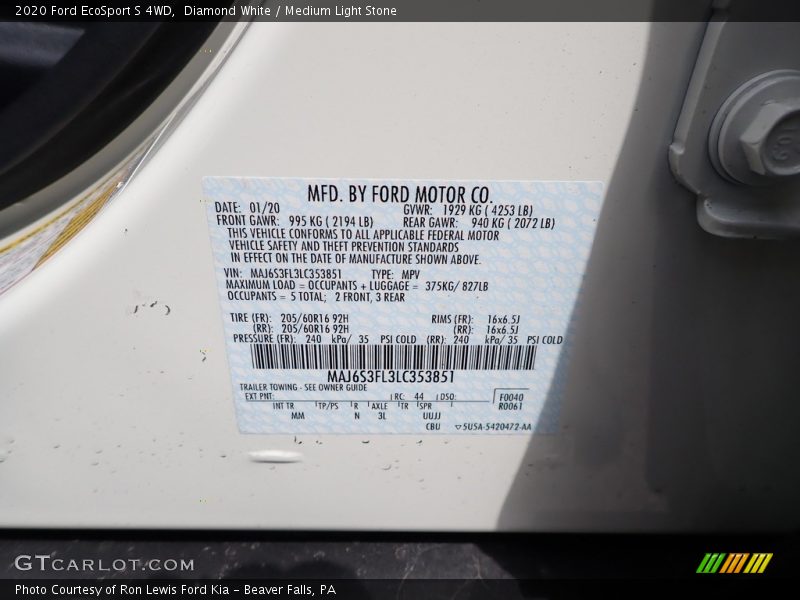 2020 Ford EcoSport S 4WD,  Diamond White / Medium Light Stone
MFD. BY FORD MOTOR CO.
DATE: 01/20 GVWR: 1929 KG ( 4253 LB)
FRONT GAWR: 995 KG ( 2194 LB) REAR GAWR: 940 KG ( 2072 LB)
THIS VEHICLE CONFORMS TO ALL APPLICABLE FEDERAL MOTOR
VEHICLE SAFETY AND THEFT PREVENTION STANDARDS
IN EFFECT ON THE DATE OF MANUFACTURE SHOWN ABOVE.
VIN: MAJ6S3FL3LC353851 TYPE: MPV
MAXIMUM LOAD = OCCUPANTS + LUGGAGE = 375KG/ 827LB
OCCUPANTS = 5 TOTAL; 2 FRONT, 3 REAR
TIRE (FR): 205/60R16 92H RIMS (FR): 16x6.5J
(RR): 205/60R16 92H (RR): 16x6.5J
PRESSURE (FR): 240 kPa/ 35 PSI COLD (RR): 240 kPa/ 35 PSI COLD
MAJ6S3FL3LC353851
TRAILER TOWING - SEE OWNER GUIDE
EXT PNT: RC: 44 DSO: F0040
INT TR TP/PS R AXLE TR SPR R0061
MM N 3L UUJJ
CBU 5U5A-5420472-AA
GTCARLOT.COM
Photo Courtesy of Ron Lewis Ford Kia - Beaver Falls, PA